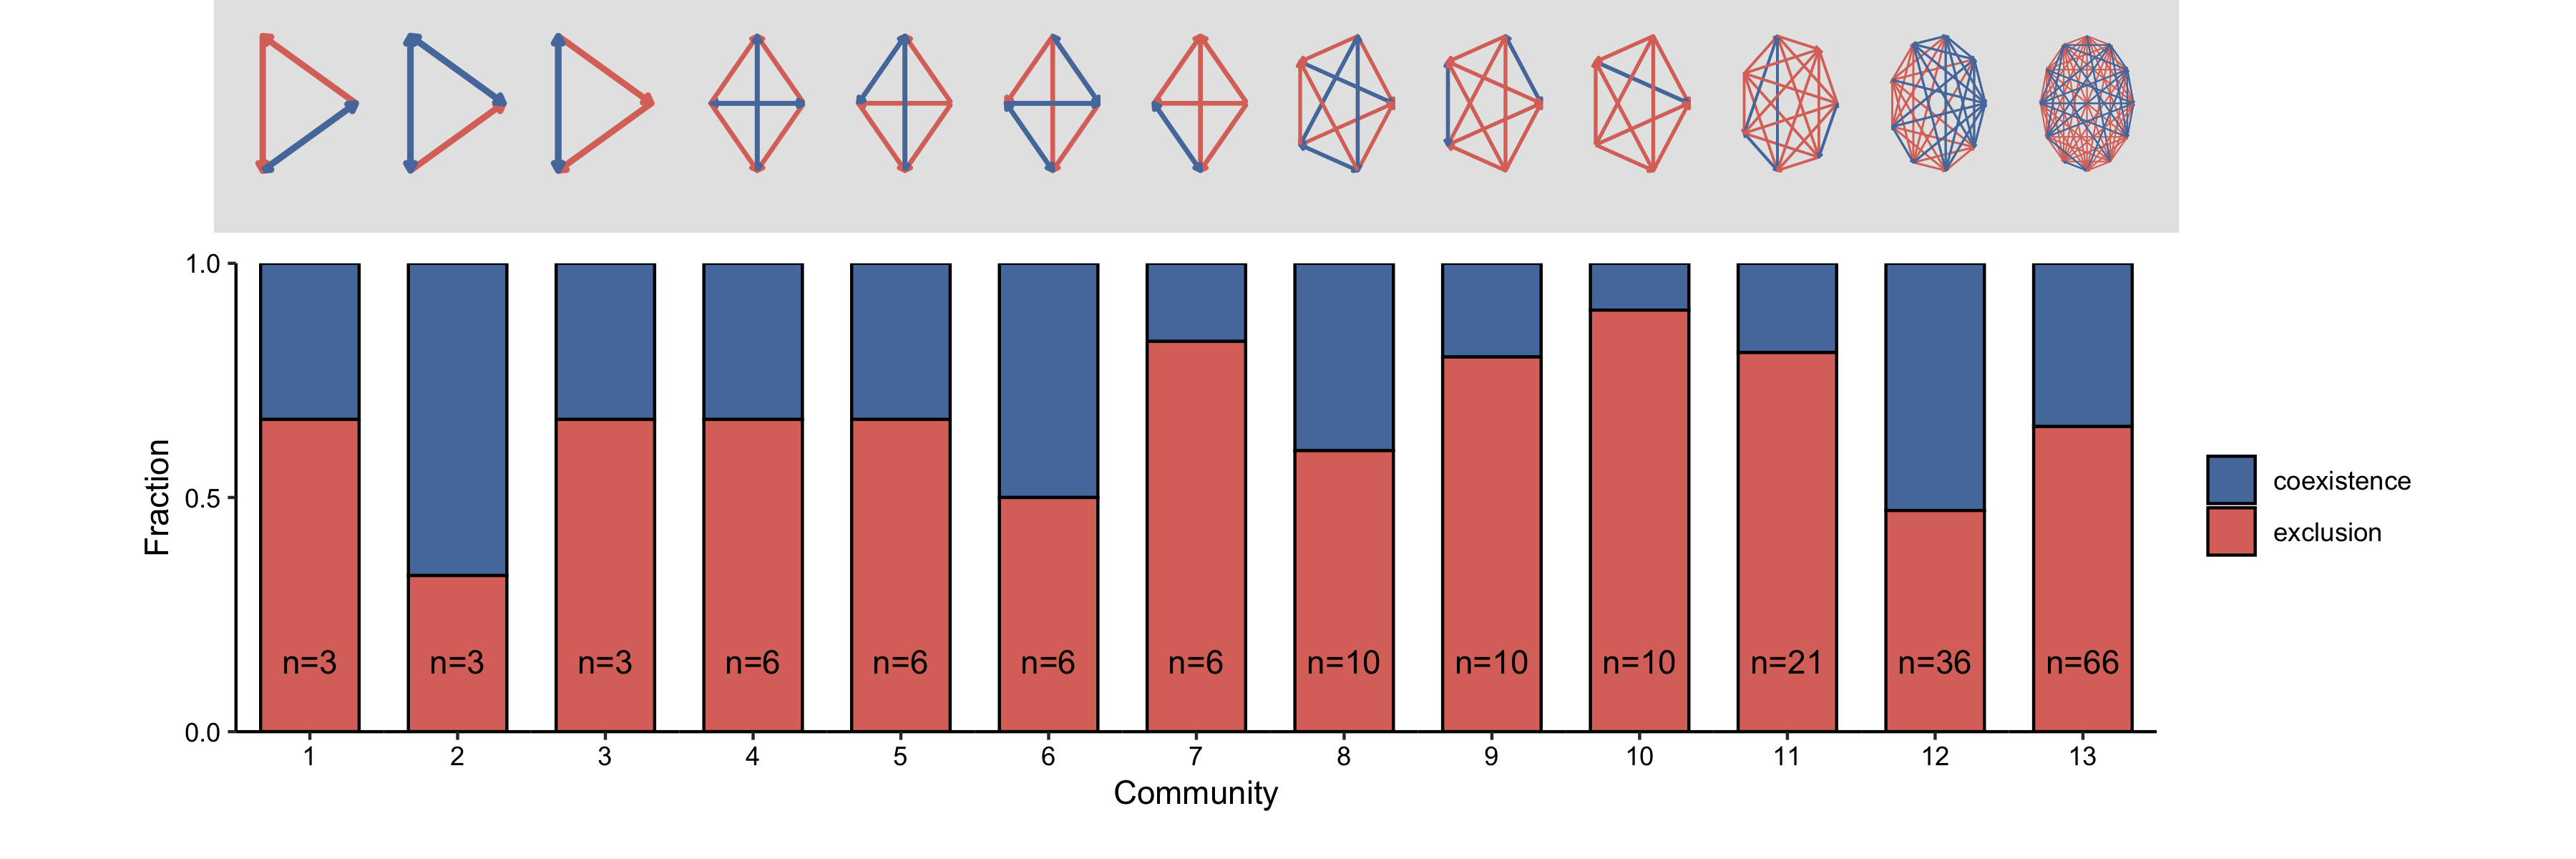 1.0
0.5
0.0
Fraction
n=3 n=3 n=3 n=6 n=6 n=6 n=6 n=10 n=10 n=10 n=21 n=36 n=66
1 2 3 4 5 6 7 8 9 10 11 12 13
Community
coexistence
exclusion